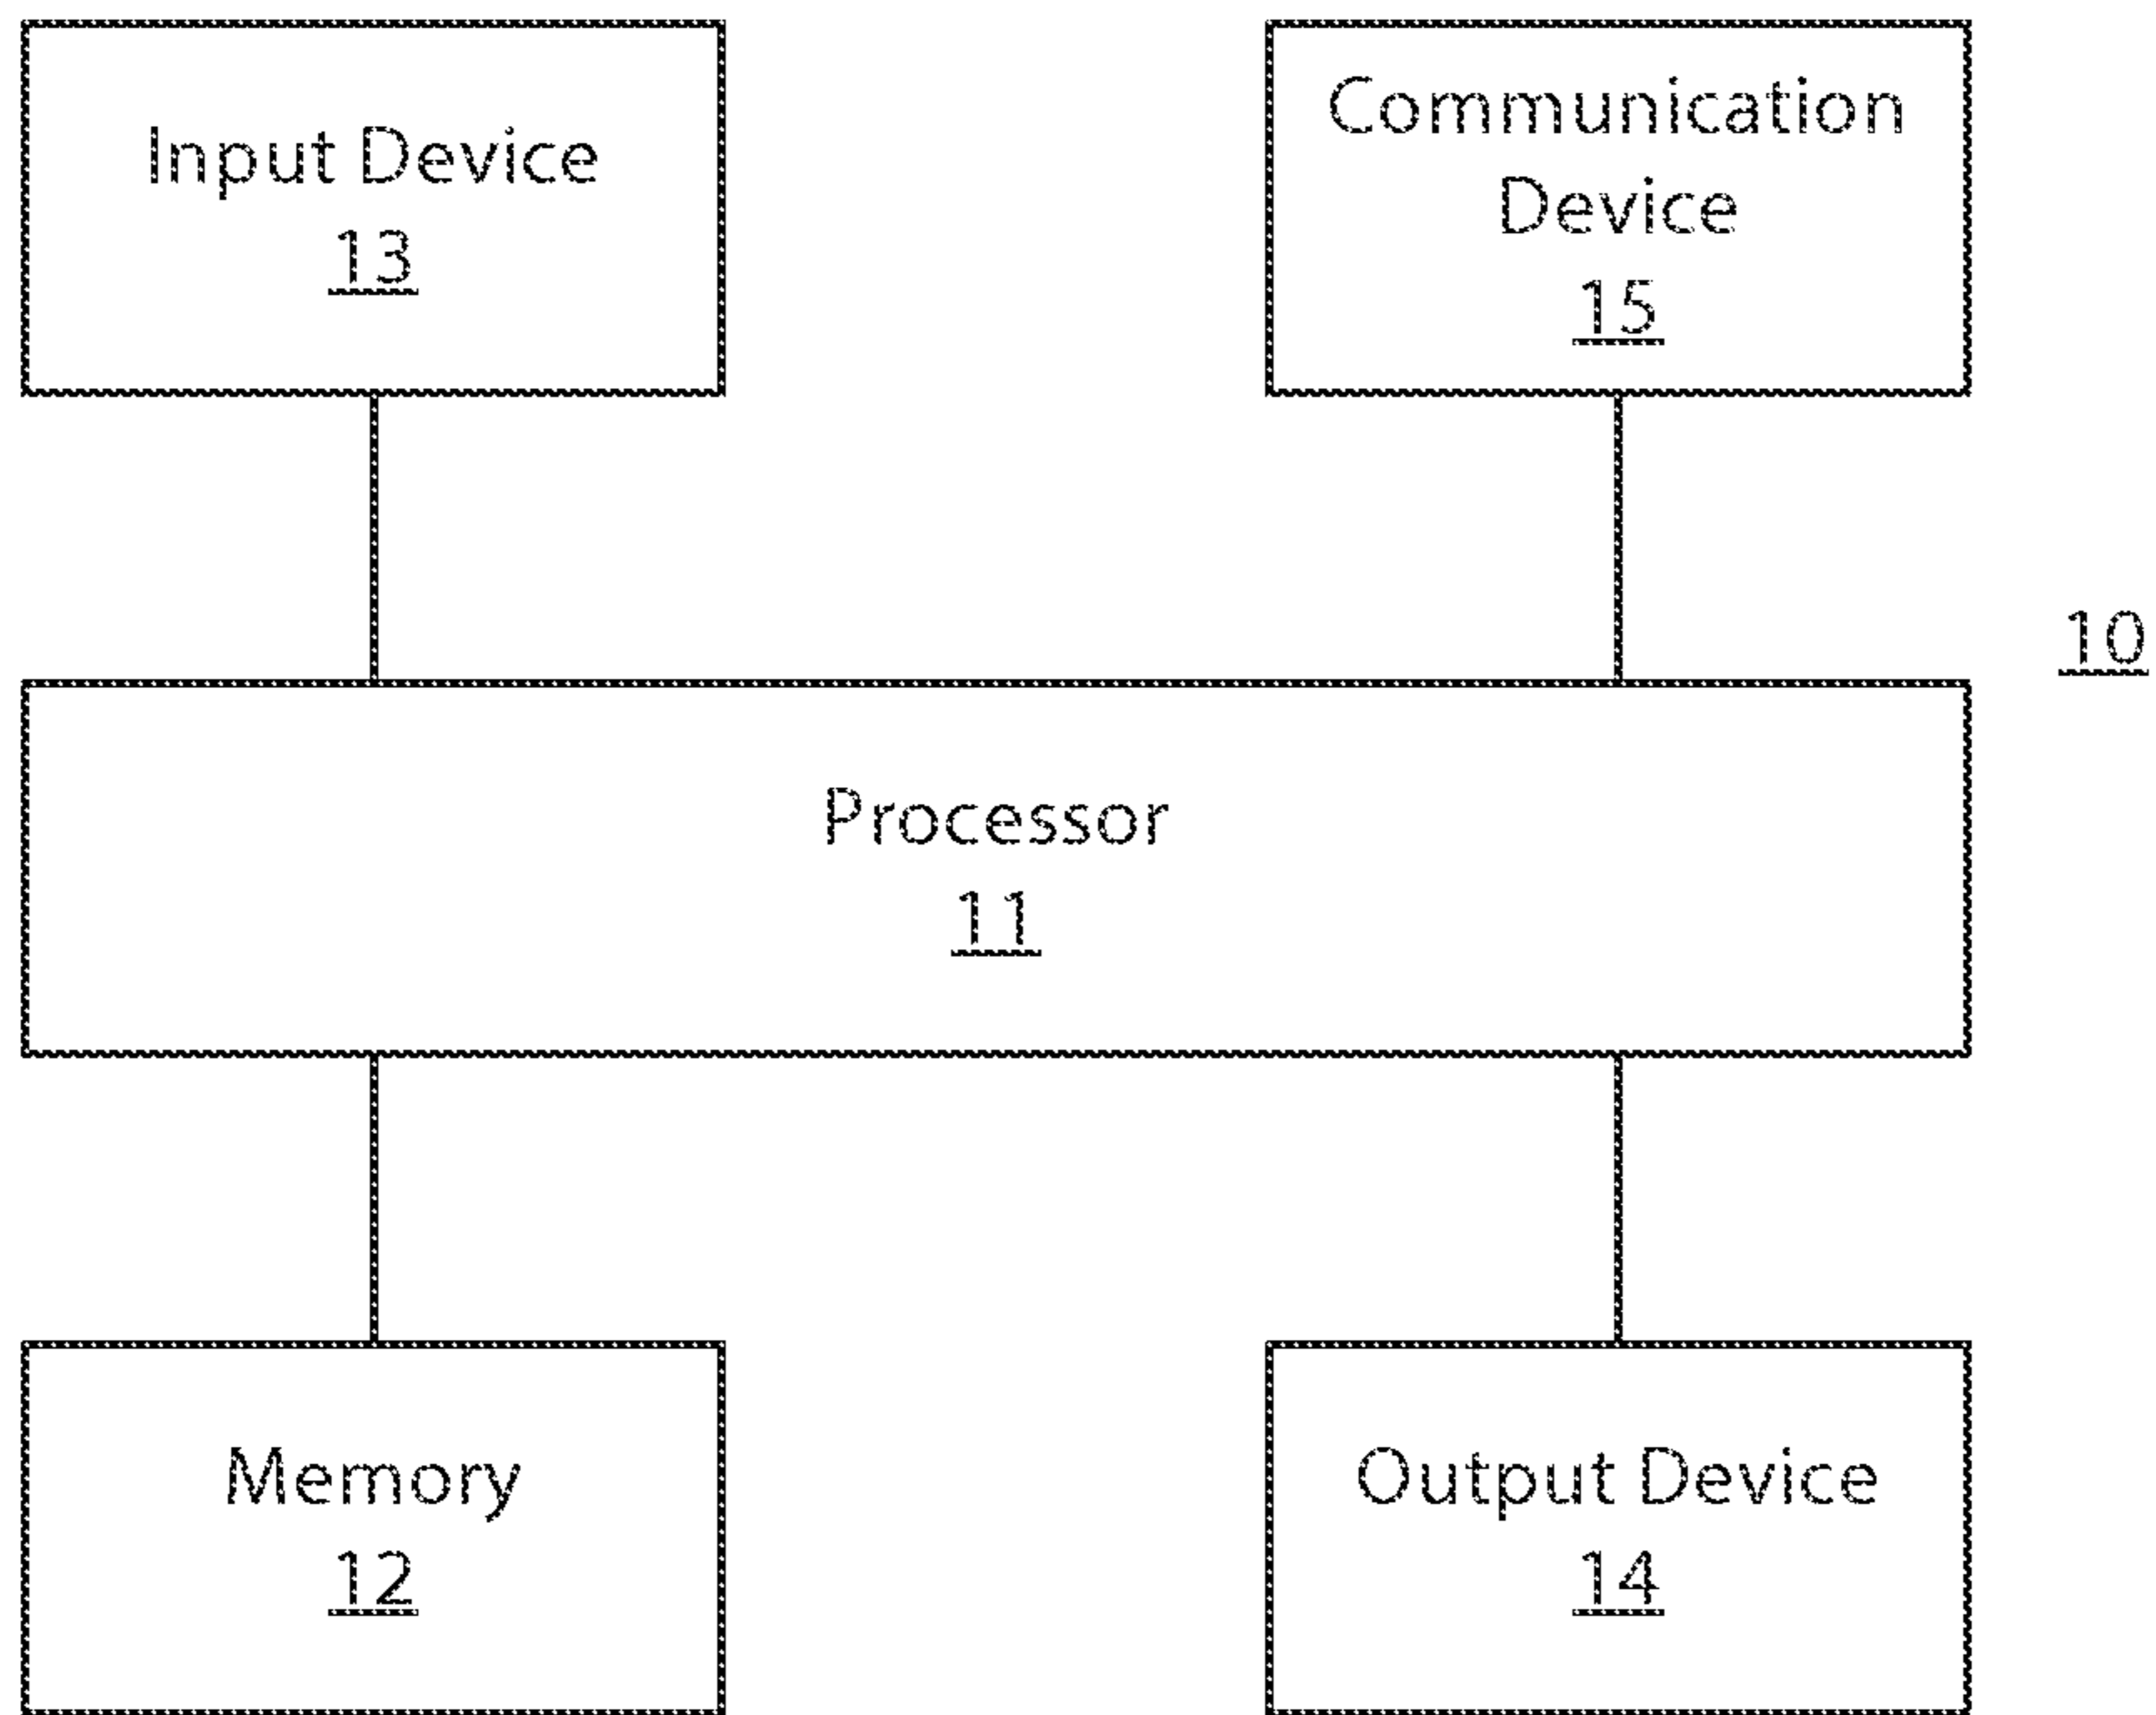 Input Device
13
Communication
Device
15
10
Processor
11
Memory
12
Output Device
14